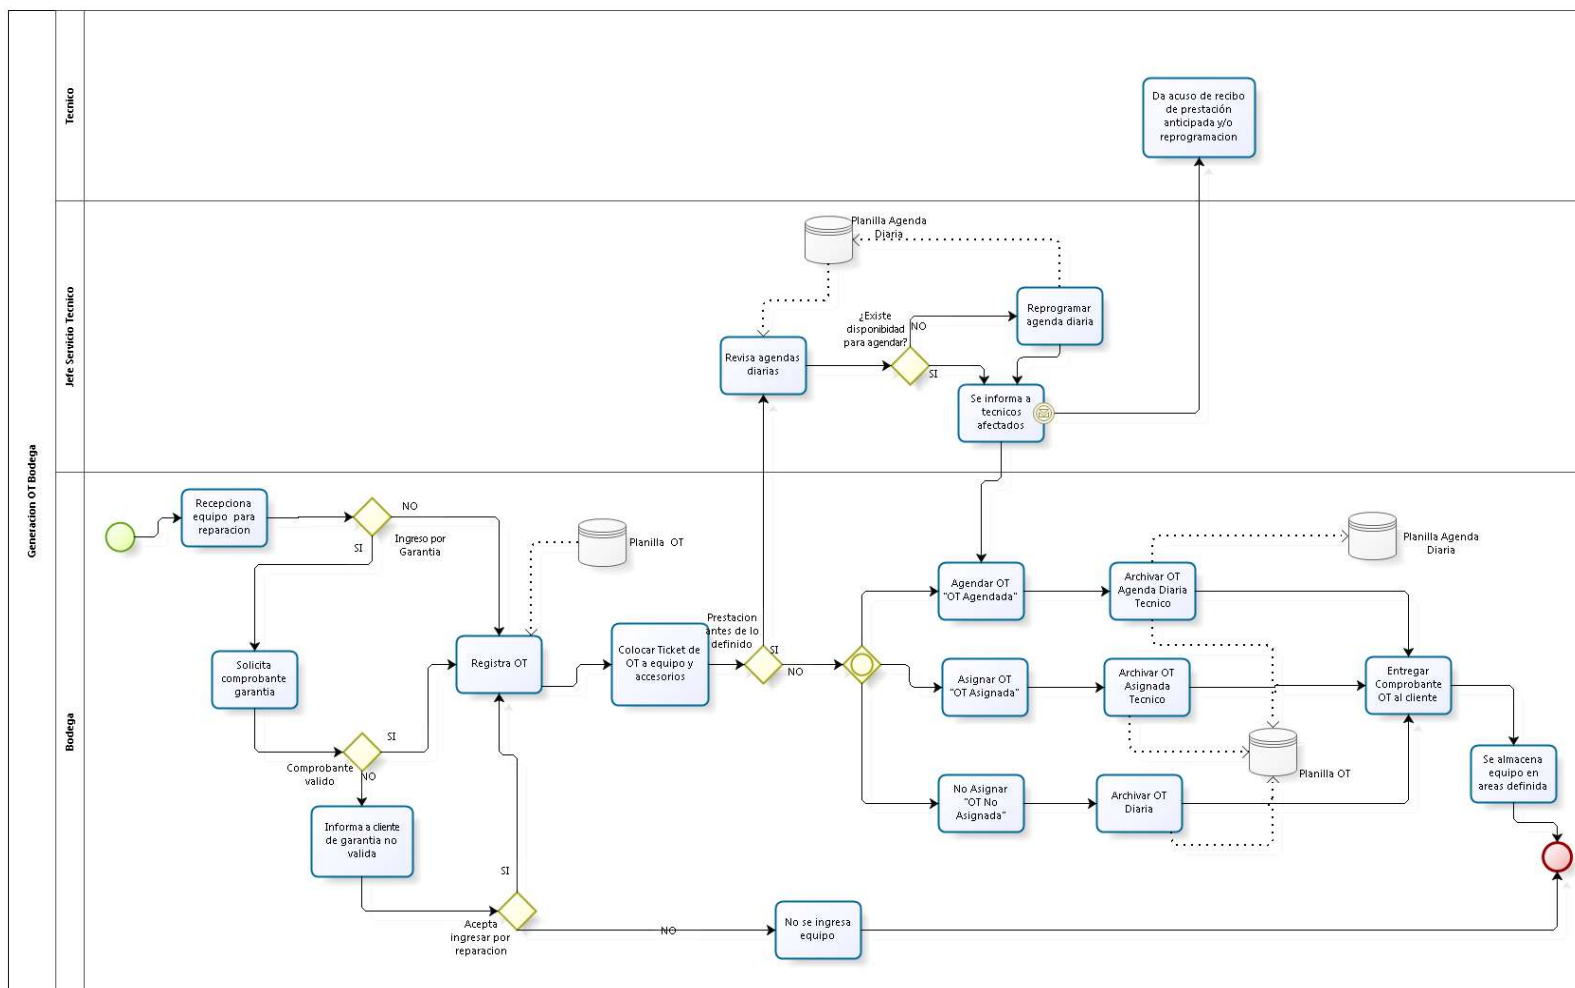 Generacion OT Bodega
Tecnico
Da acuso de recibo
de prestación
anticipada y/o
reprogramacion
Jefe Servicio Tecnico
Planilla Agenda
Diaria
Reprogramar
agenda diaria
¿Existe
disponibidad
para agendar?
NO
SI
Revisa agendas
diarias
Se informa a
tecnicos
afectados
Bodega
Recepciona
equipo para
reparacion
NO
Ingreso por
Garantia
SI
Planilla OT
Solicita
comprobante
garantia
Registra OT
Colocar Ticket de
OT a equipo y
accesorios
Prestacion
antes de lo
definido
SI
NO
Comprobante
valido
SI
NO
Informa a cliente
de garantia no
valida
SI
Acepta
ingresar por
reparacion
NO
No se ingresa
equipo
Agendar OT
"OT Agendada"
Archivar OT
Agenda Diaria
Tecnico
Planilla Agenda
Diaria
Asignar OT
"OT Asignada"
Archivar OT
Asignada
Tecnico
No Asignar
"OT No
Asignada"
Archivar OT
Diaria
Planilla OT
Entregar
Comprobante
OT al cliente
Se almacena
equipo en
areas definida